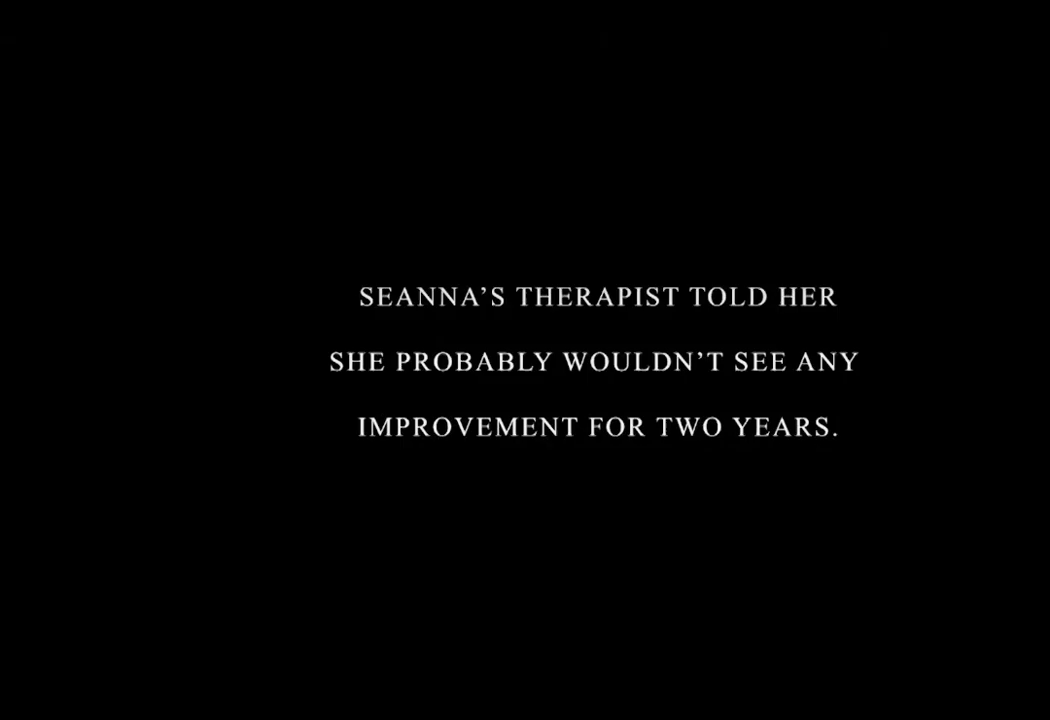 SEANNA’S THERAPIST TOLD HER
SHE PROBABLY WOULDN’T SEE ANY
IMPROVEMENT FOR TWO YEARS.